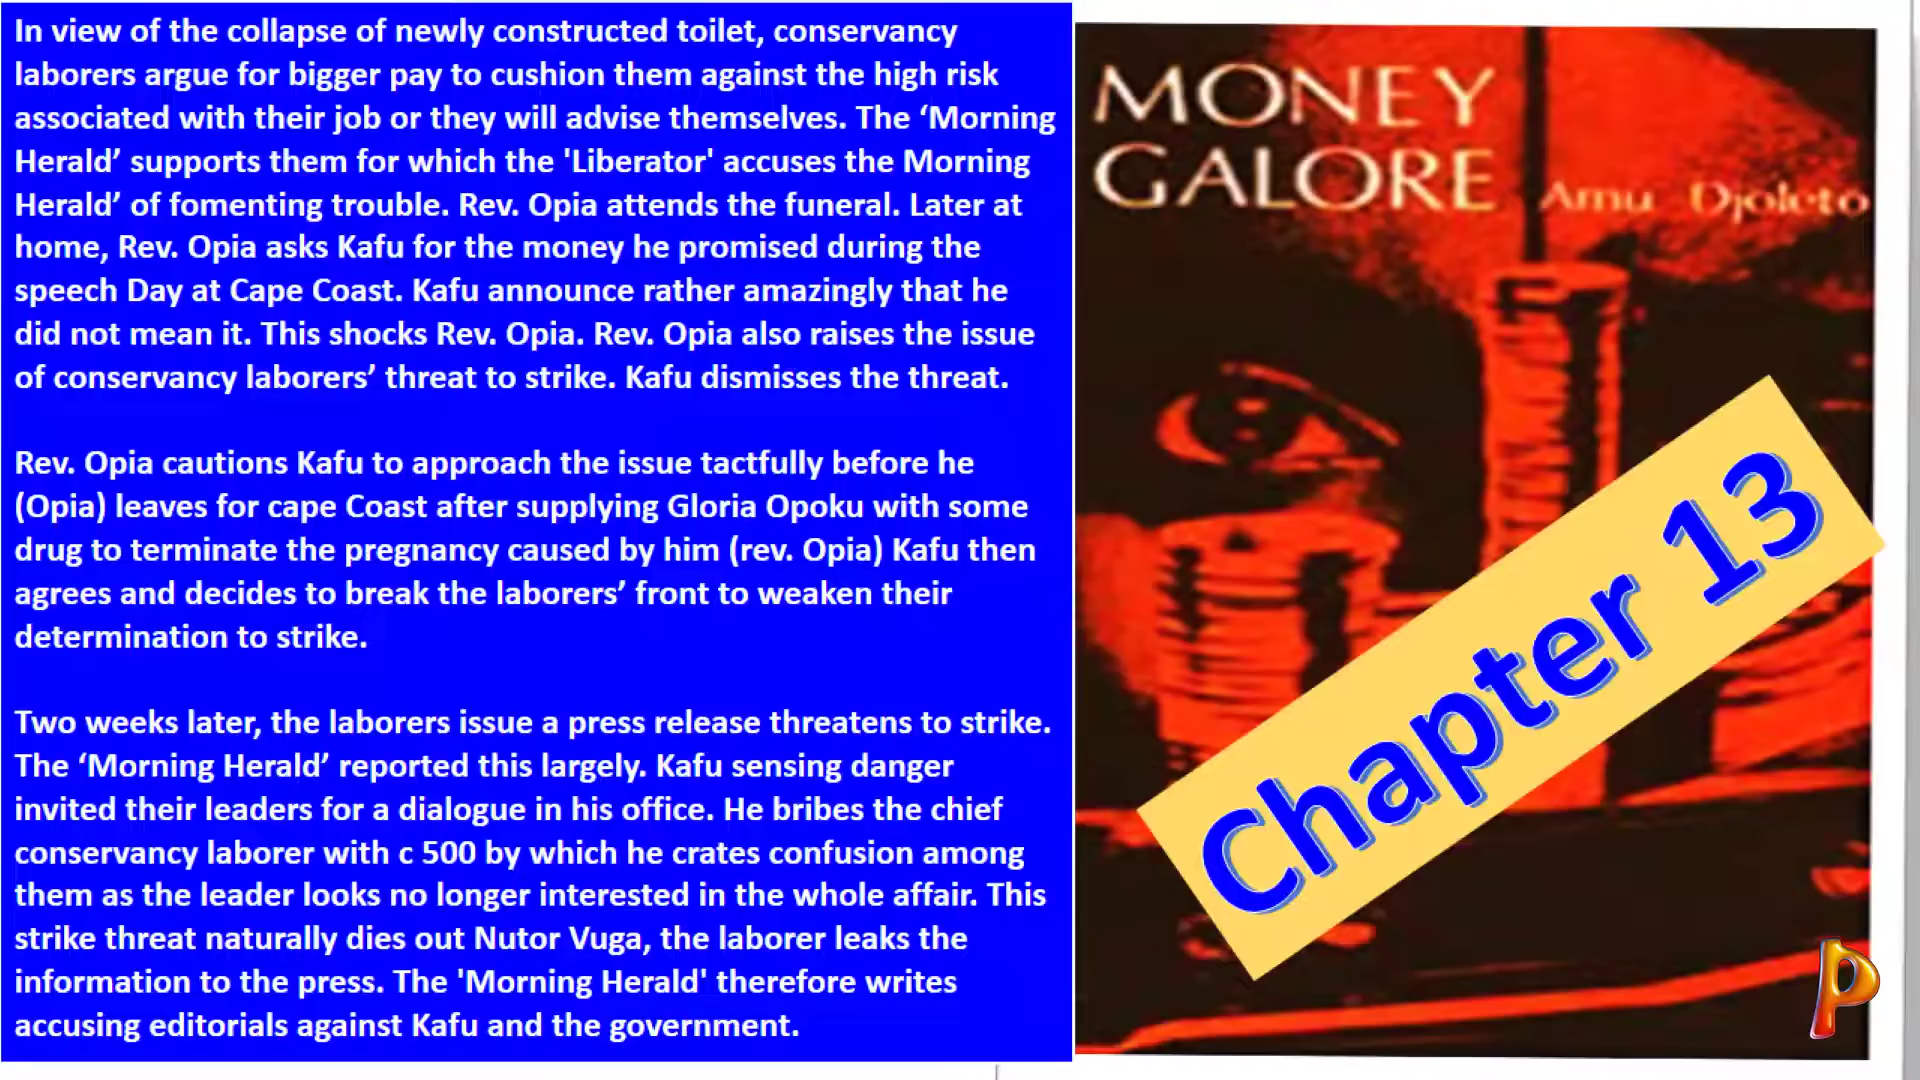 In view of the collapse of newly constructed toilet, conservancy
laborers argue for bigger pay to cushion them against the high risk
associated with their job or they will advise themselves. The ‘Morning
Herald’ supports them for which the 'Liberator' accuses the Morning
Herald’ of fomenting trouble. Rev. Opia attends the funeral. Later at
home, Rev. Opia asks Kafu for the money he promised during the
speech Day at Cape Coast. Kafu announce rather amazingly that he
did not mean it. This shocks Rev. Opia. Rev. Opia also raises the issue
of conservancy laborers’ threat to strike. Kafu dismisses the threat.
Rev. Opia cautions Kafu to approach the issue tactfully before he
(Opia) leaves for cape Coast after supplying Gloria Opoku with some
drug to terminate the pregnancy caused by him (rev. Opia) Kafu then
agrees and decides to break the laborers’ front to weaken their
determination to strike.
Two weeks later, the laborers issue a press release threatens to strike.
The ‘Morning Herald’ reported this largely. Kafu sensing danger
invited their leaders for a dialogue in his office. He bribes the chief
conservancy laborer with c 500 by which he crates confusion among
them as the leader looks no longer interested in the whole affair. This
strike threat naturally dies out Nutor Vuga, the laborer leaks the
information to the press. The 'Morning Herald' therefore writes
accusing editorials against Kafu and the government.
MONEY
GALORE Amu Djoleto
Chapter 13
P